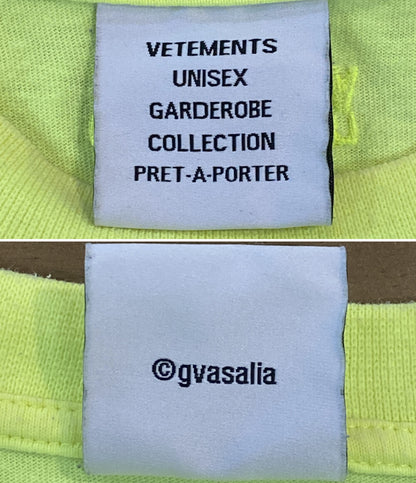 VETEMENTS
UNISEX
GARDEROBE
COLLECTION
PRET-A-PORTER
©gvasalia